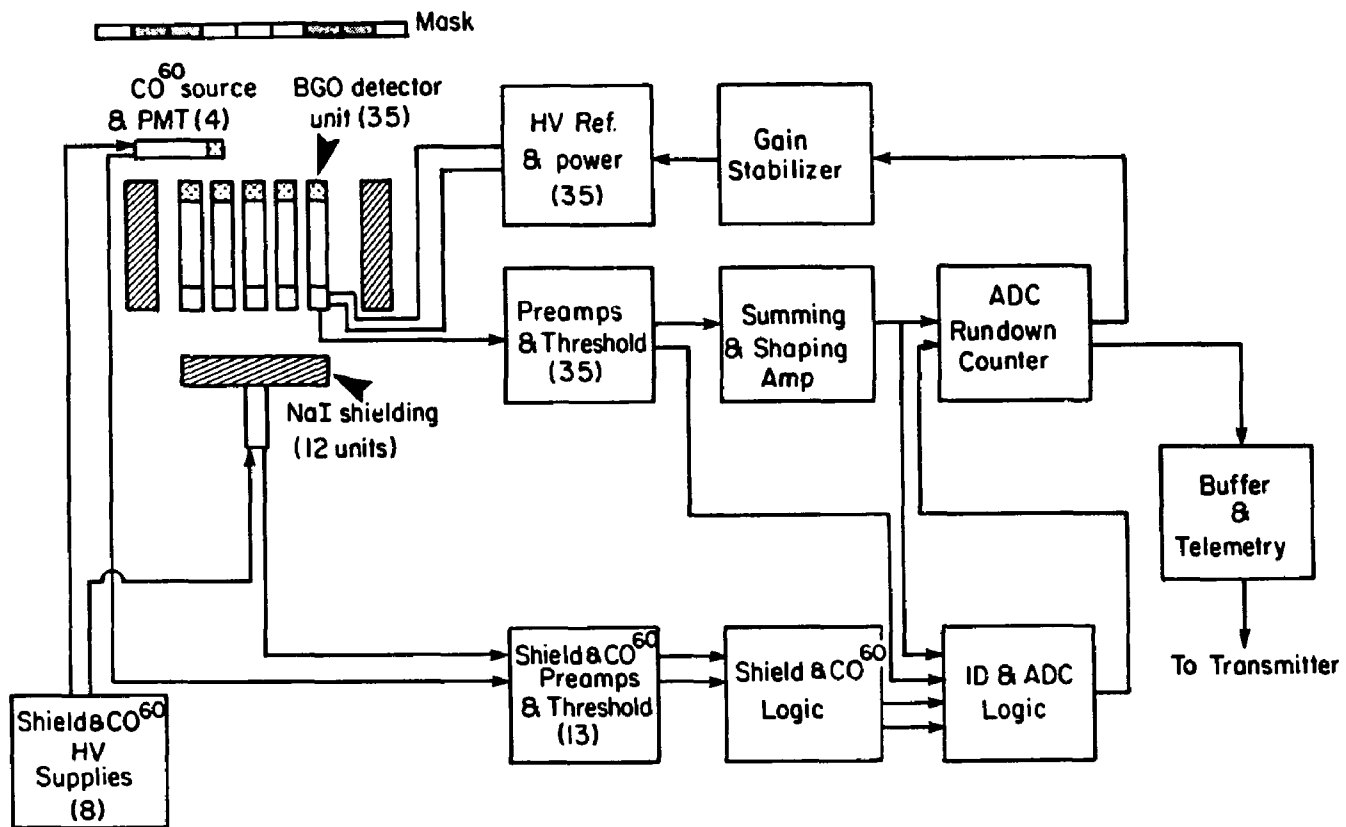 Mask
CO60 source
& PMT (4)
BGO detector
unit (35)
HV Ref.
& power
(35)
Gain
Stabilizer
Preamps
& Threshold
(35)
Summing
& Shaping
Amp
ADC
Rundown
Counter
NaI shielding
(12 units)
Buffer
&
Telemetry
To Transmitter
Shield & CO60
Preamps
& Threshold
(13)
Shield & CO60
Logic
ID & ADC
Logic
Shield & CO60
HV
Supplies
(8)